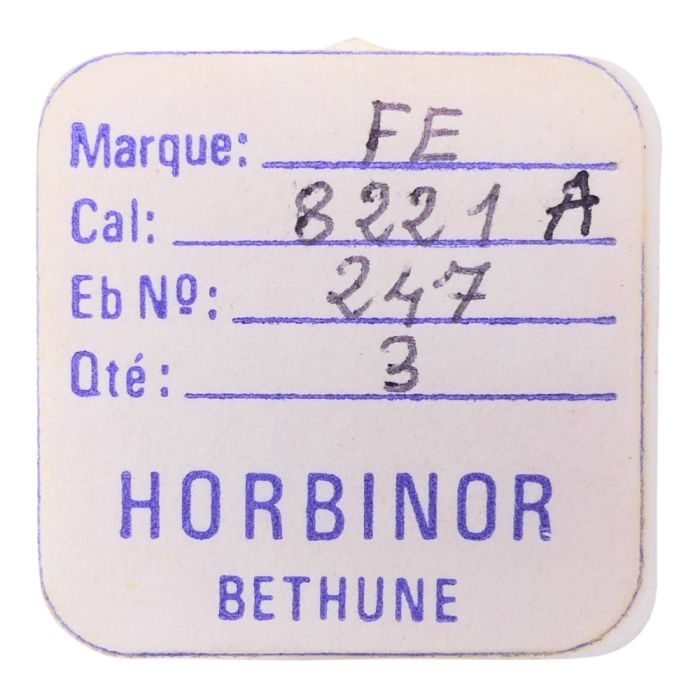 Marque: FE
Cal: 8221 A
Eb Nº: 247
Qté: 3
HORBINOR
BETHUNE